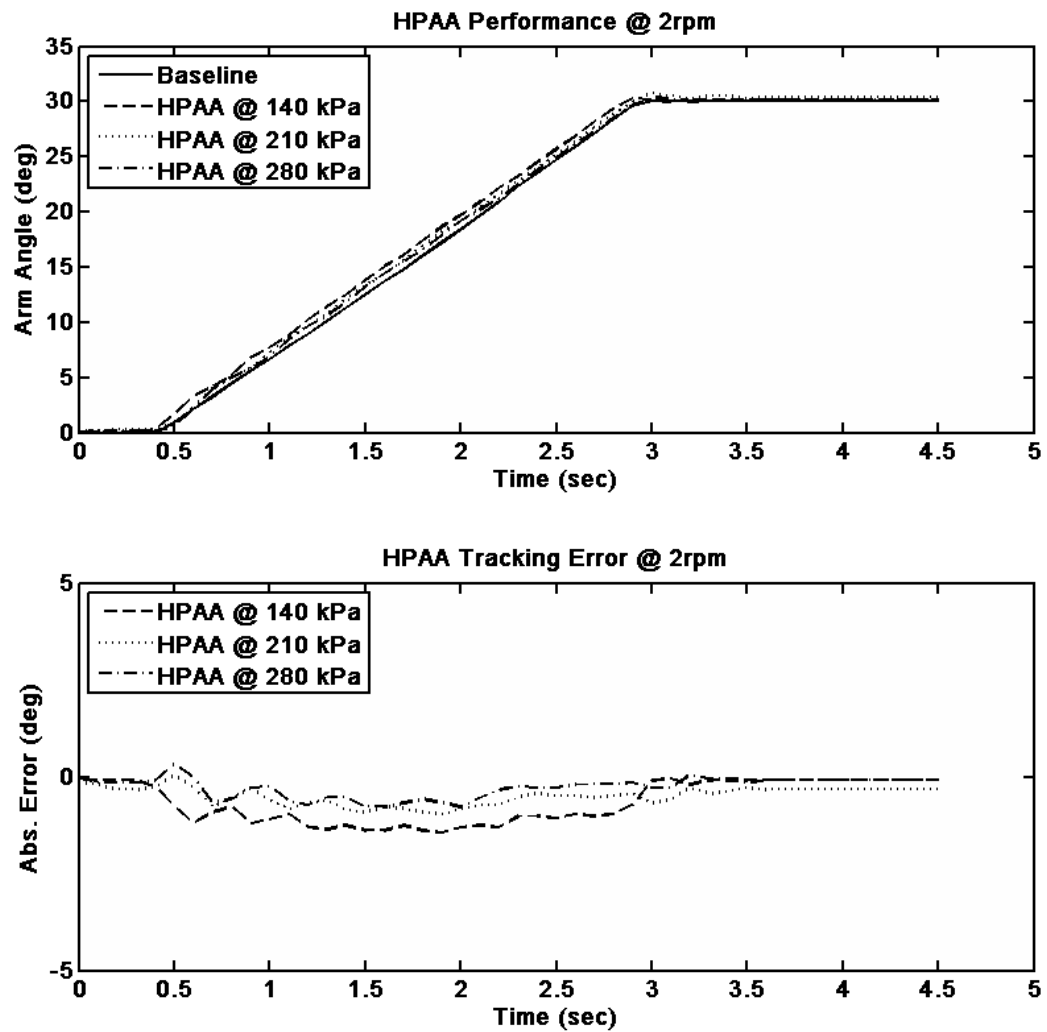 HPAA Performance @ 2rpm
35
30
25
20
15
10
5
0
Arm Angle (deg)
Baseline
HPAA @ 140 kPa
HPAA @ 210 kPa
HPAA @ 280 kPa
0 0.5 1 1.5 2 2.5 3 3.5 4 4.5 5
Time (sec)
HPAA Tracking Error @ 2rpm
5
0
-5
Abs. Error (deg)
HPAA @ 140 kPa
HPAA @ 210 kPa
HPAA @ 280 kPa
0 0.5 1 1.5 2 2.5 3 3.5 4 4.5 5
Time (sec)